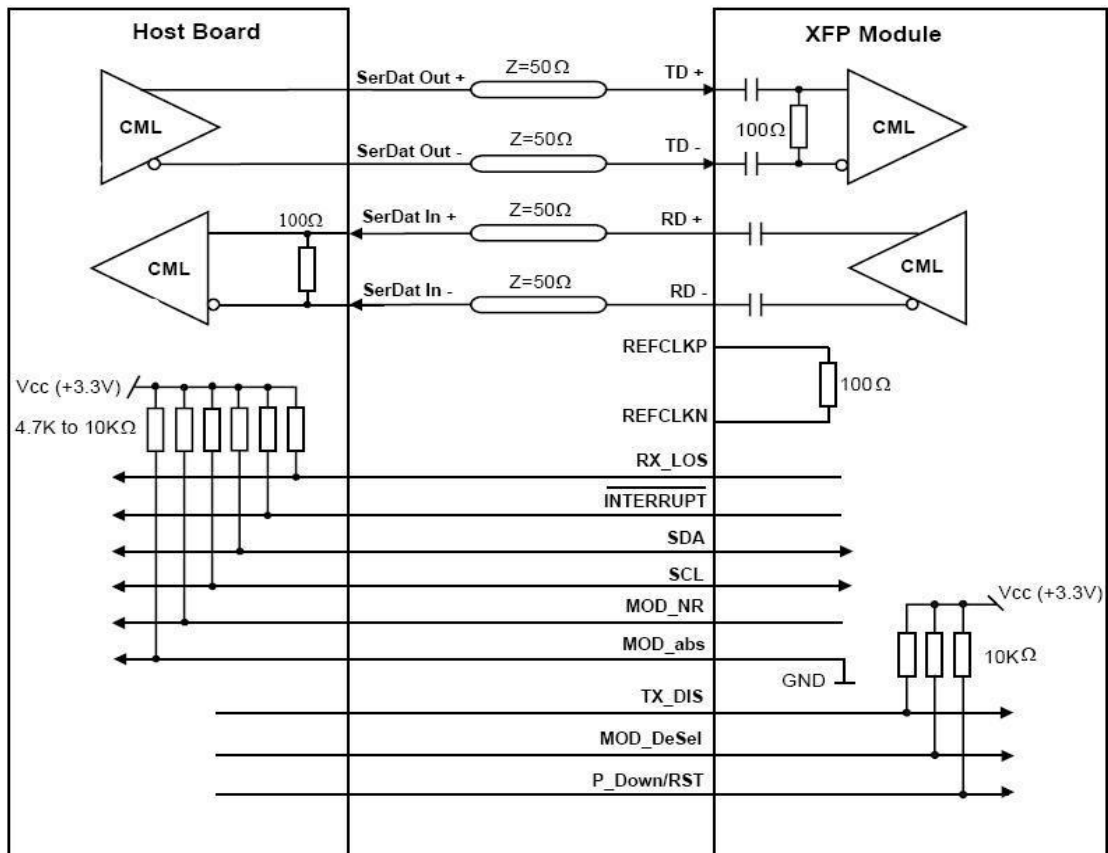 Host Board
XFP Module
SerDat Out +
Z=50Ω
TD +
CML
100Ω
CML
SerDat Out -
Z=50Ω
TD -
SerDat In +
Z=50Ω
RD +
100Ω
CML
CML
SerDat In -
Z=50Ω
RD -
REFCLKP
Vcc (+3.3V)
100Ω
REFCLKN
4.7K to 10KΩ
RX_LOS
INTERRUPT
SDA
SCL
Vcc (+3.3V)
MOD_NR
MOD_abs
10KΩ
GND
TX_DIS
MOD_DeSel
P_Down/RST